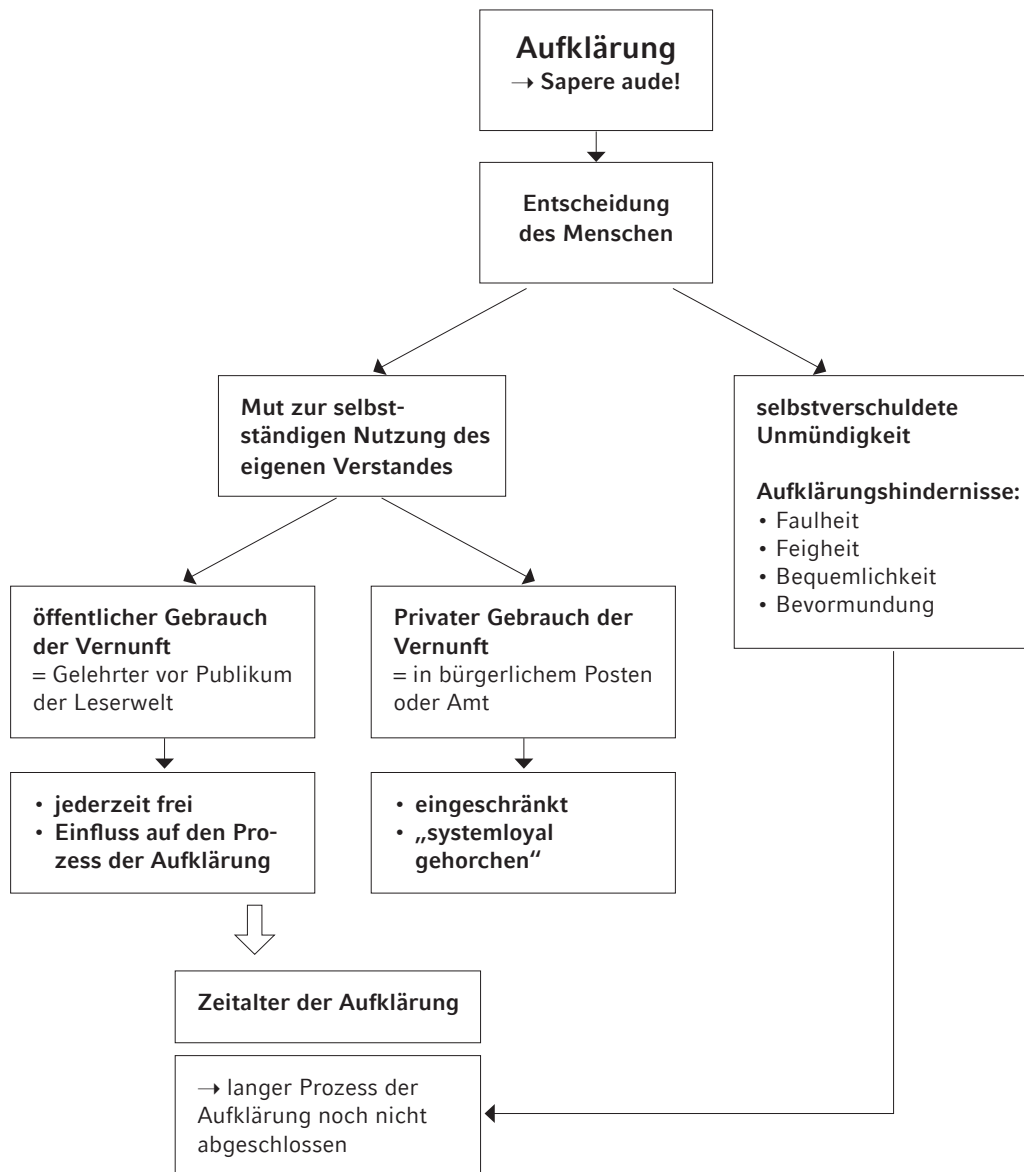 Aufklärung
→ Sapere aude!
Entscheidung
des Menschen
Mut zur selbst-
ständigen Nutzung des
eigenen Verstandes
selbstverschuldete
Unmündigkeit
Aufklärungshindernisse:
• Faulheit
• Feigheit
• Bequemlichkeit
• Bevormundung
öffentlicher Gebrauch
der Vernunft
= Gelehrter vor Publikum
der Leserwelt
Privater Gebrauch der
Vernunft
= in bürgerlichem Posten
oder Amt
• jederzeit frei
• Einfluss auf den Pro-
zess der Aufklärung
• eingeschränkt
• „systemloyal
gehorchen“
Zeitalter der Aufklärung
→ langer Prozess der
Aufklärung noch nicht
abgeschlossen